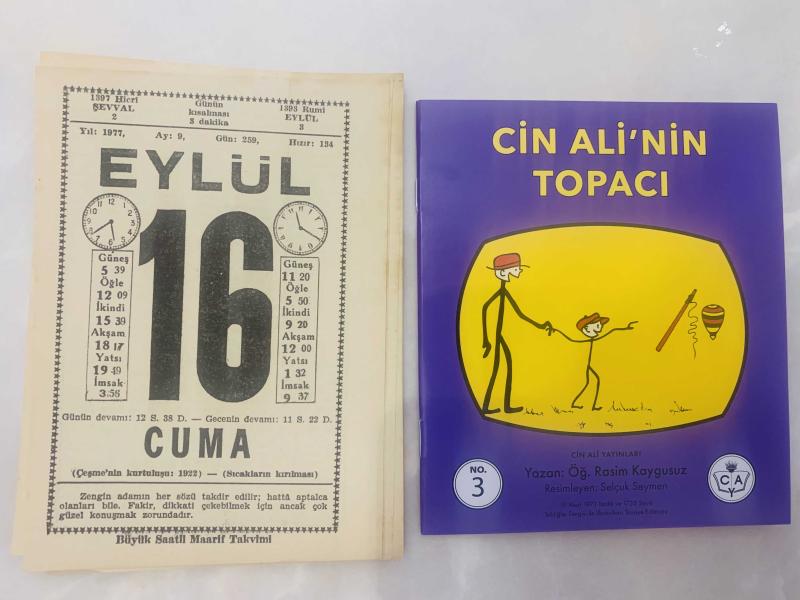 1397 Hicrî
ŞEVVAL
2
Günün
kısalması
3 dakika
1393 Rumî
EYLÜL
3
Yıl: 1977, Ay: 9, Gün: 259, Hızır: 134
EYLÜL
16
Güneş
5 39
Öğle
12 09
İkindi
15 39
Akşam
18 17
Yatsı
19 49
İmsak
3 56
Güneş
11 20
Öğle
5 50
İkindi
9 20
Akşam
12 00
Yatsı
1 32
İmsak
9 37
Günün devamı: 12 S. 38 D. — Gecenin devamı: 11 S. 22 D.
CUMA
(Çeşme'nin kurtuluşu: 1922) — (Sıcakların kırılması)
Zengin adamın her sözü takdir edilir; hattâ aptalca
olanları bile. Fakir, dikkati çekebilmek için ancak çok
güzel konuşmak zorundadır.
Büyük Saatli Maarif Takvimi
CİN ALİ'NİN
TOPACI
CİN ALİ YAYINLARI
Yazan: Öğ. Rasim Kaygusuz
Resimleyen: Selçuk Seymen
NO.
3
C A